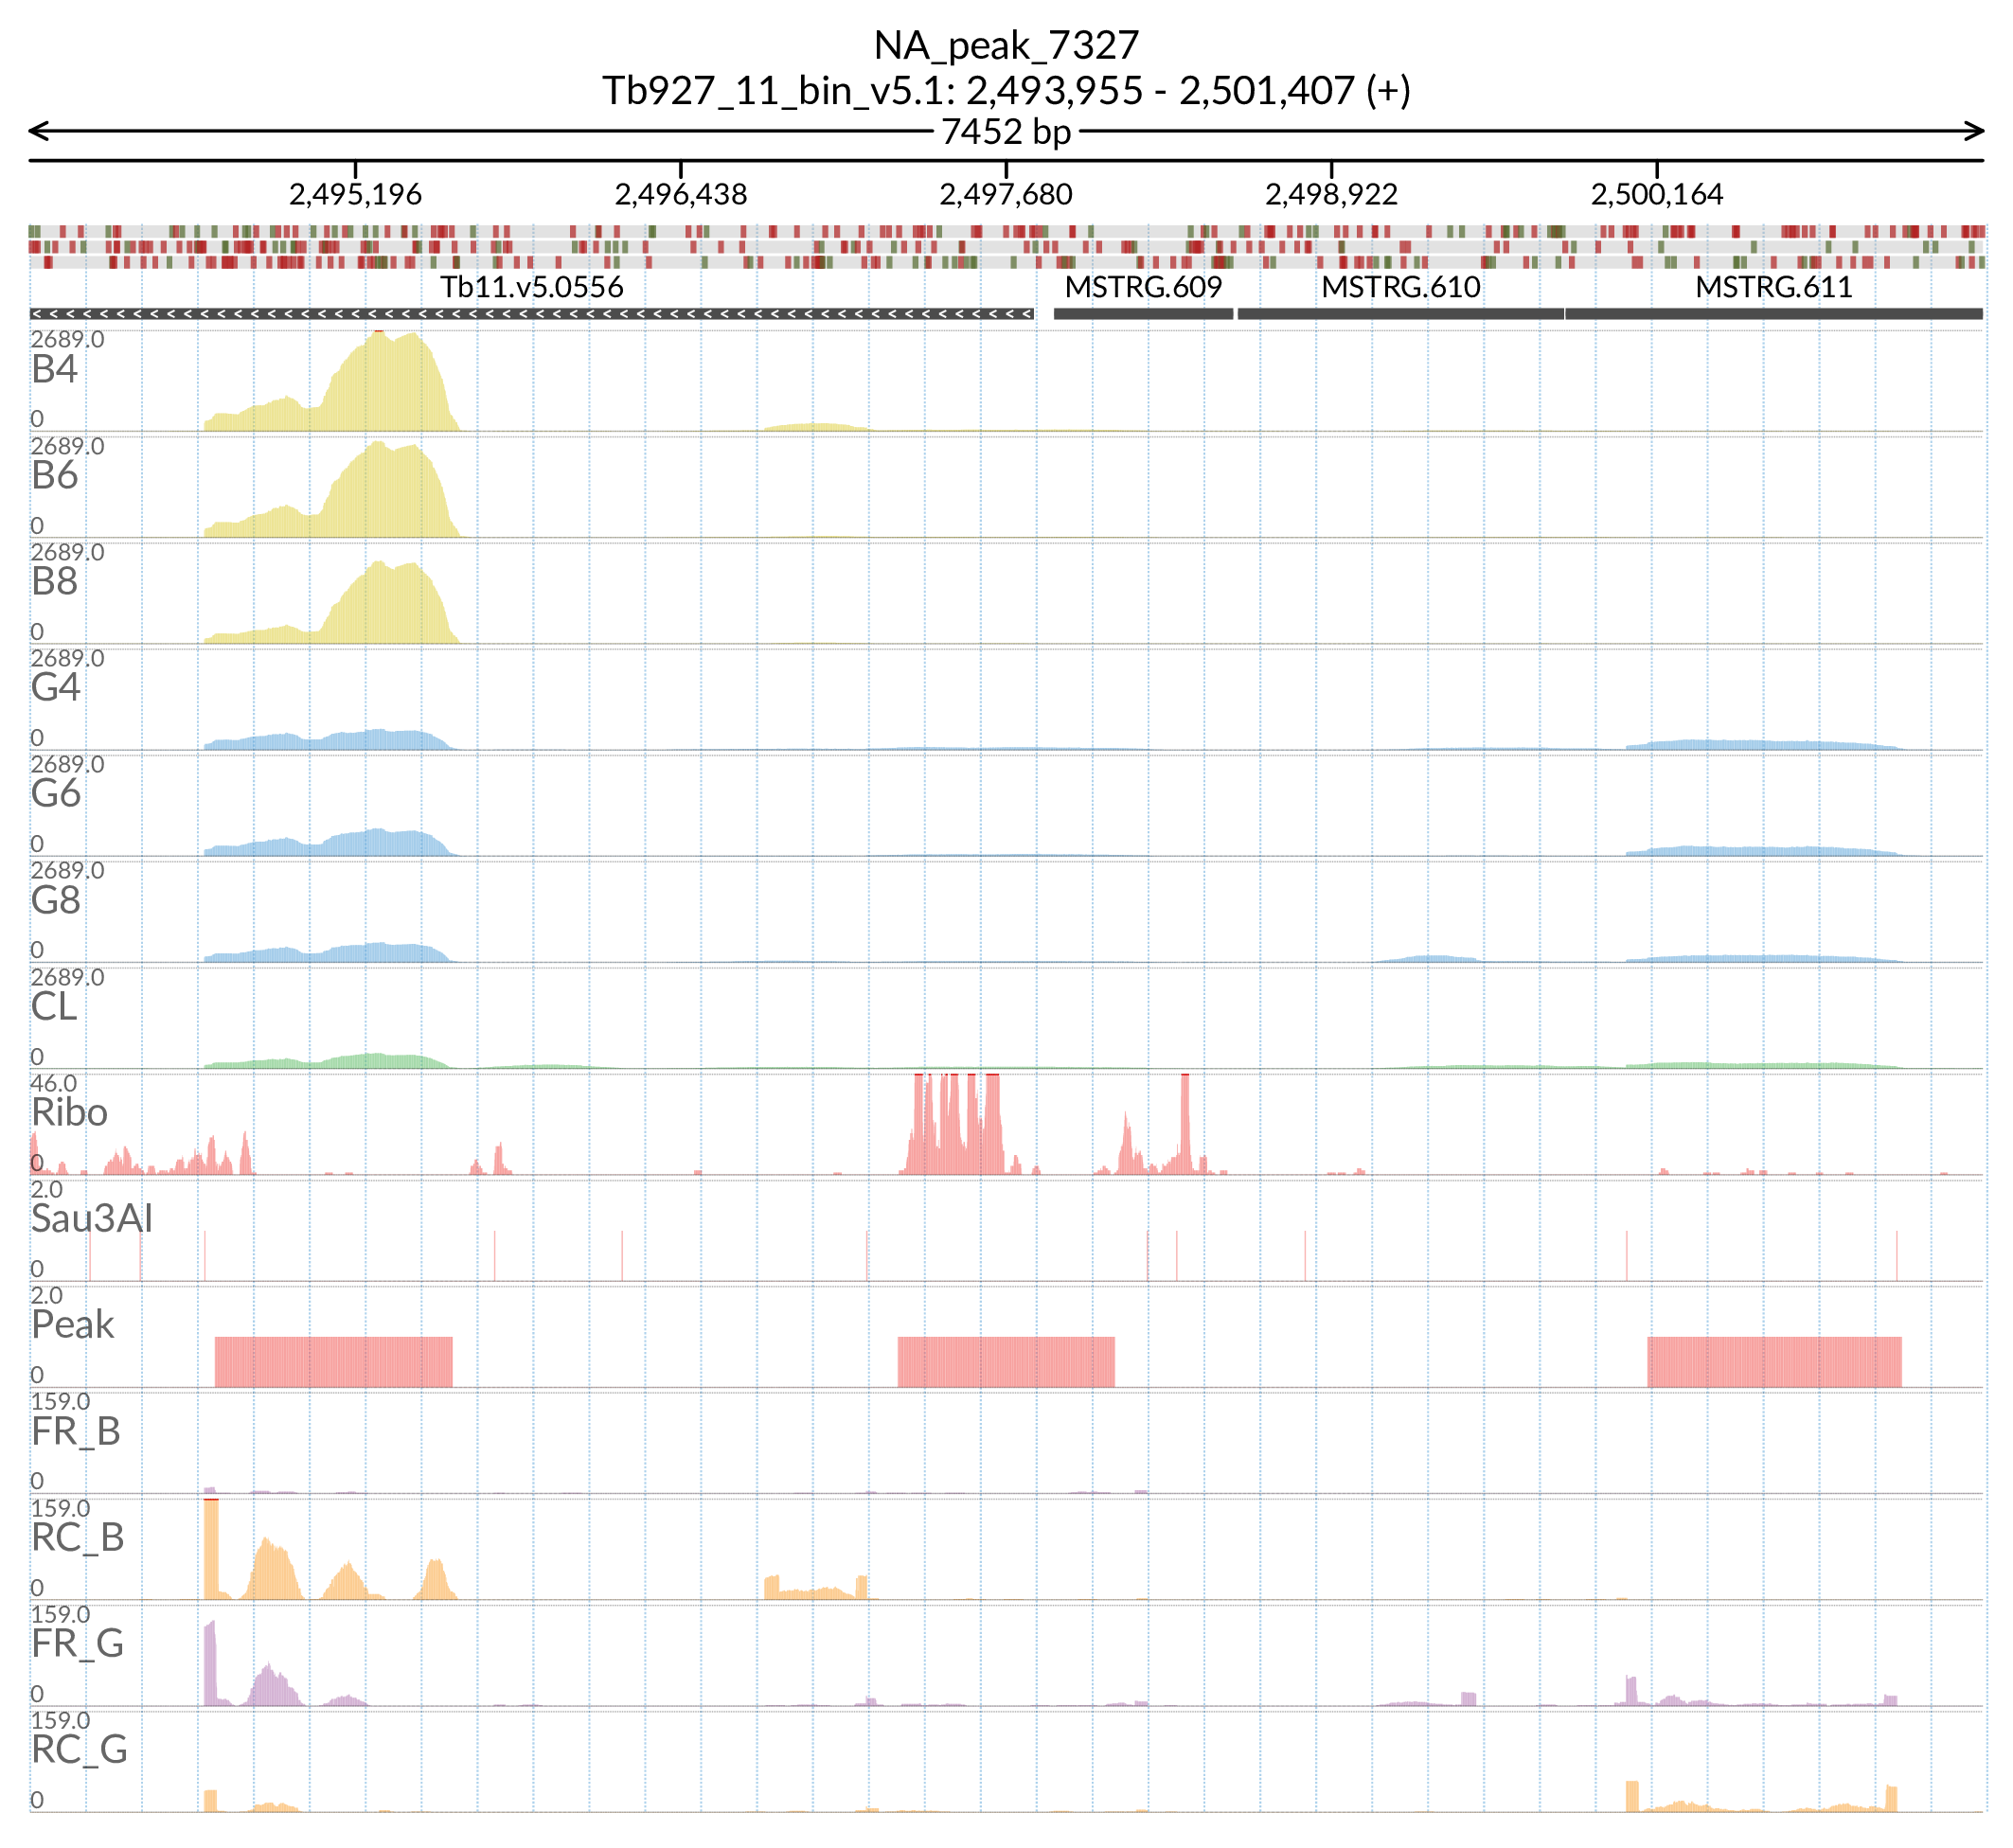 NA_peak_7327
Tb927_11_bin_v5.1: 2,493,955 - 2,501,407 (+)
7452 bp
2,495,196 2,496,438 2,497,680 2,498,922 2,500,164
Tb11.v5.0556 MSTRG.609 MSTRG.610 MSTRG.611
2689.0
B4
0
2689.0
B6
0
2689.0
B8
0
2689.0
G4
0
2689.0
G6
0
2689.0
G8
0
2689.0
CL
0
46.0
Ribo
0
2.0
Sau3AI
0
2.0
Peak
0
159.0
FR_B
0
159.0
RC_B
0
159.0
FR_G
0
159.0
RC_G
0